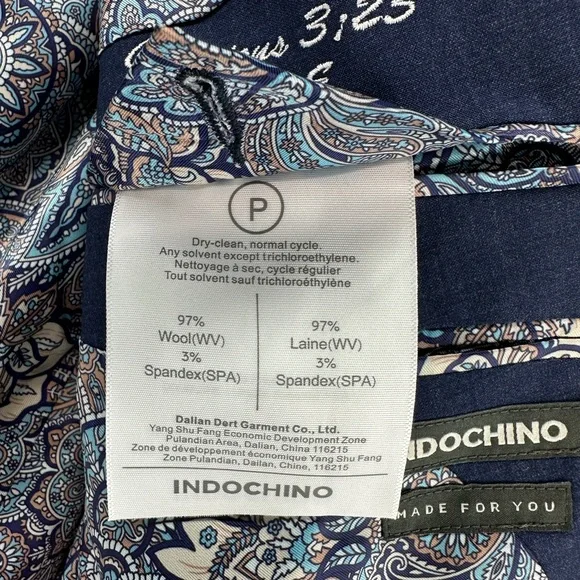 3:23
P
Dry-clean, normal cycle.
Any solvent except trichloroethylene.
Nettoyage à sec, cycle régulier
Tout solvent sauf trichloroéthylène
97%
Wool(WV)
3%
Spandex(SPA)
97%
Laine(WV)
3%
Spandex(SPA)
Dalian Dert Garment Co., Ltd.
Yang Shu Fang Economic Development Zone
Pulandian Area, Dalian, China 116215
Zone de développement économique Yang Shu Fang
Zone Pulandian, Dailan, Chine, 116215
INDOCHINO
INDOCHINO
MADE FOR YOU